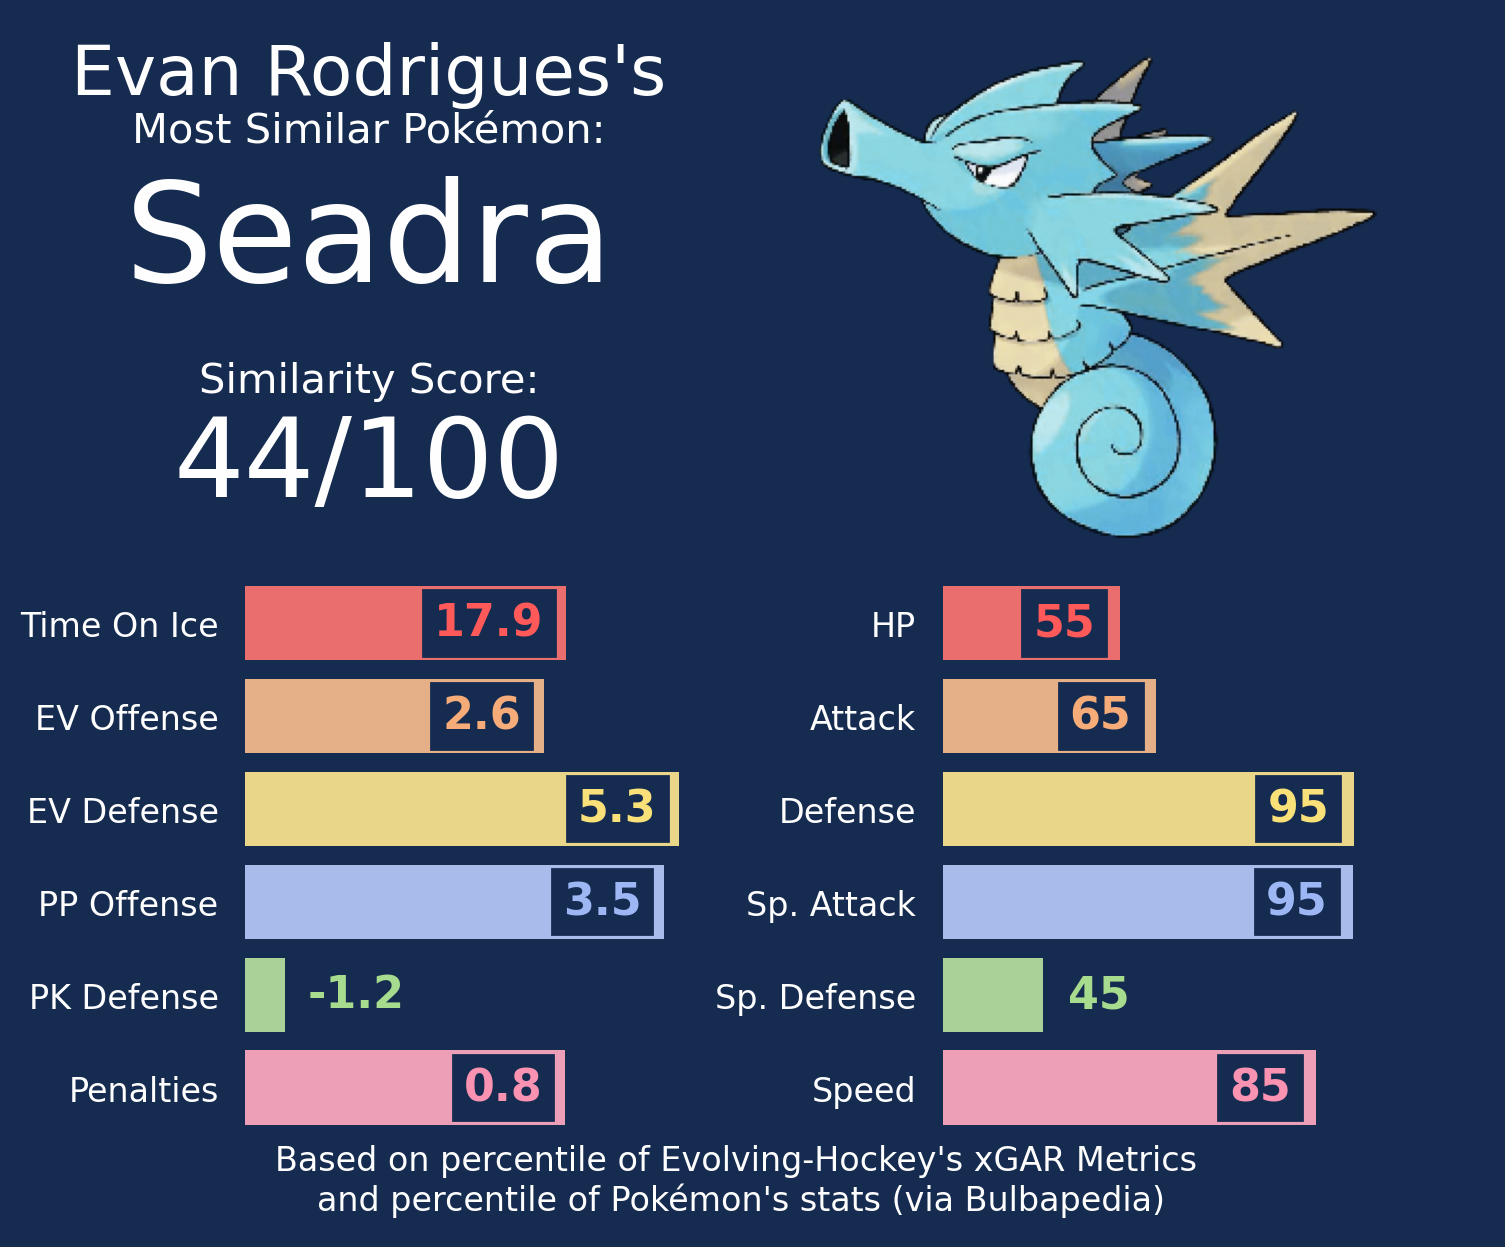 Evan Rodrigues's
Most Similar Pokémon:
Seadra
Similarity Score:
44/100
Time On Ice 17.9
EV Offense 2.6
EV Defense 5.3
PP Offense 3.5
PK Defense -1.2
Penalties 0.8
HP 55
Attack 65
Defense 95
Sp. Attack 95
Sp. Defense 45
Speed 85
Based on percentile of Evolving-Hockey's xGAR Metrics
and percentile of Pokémon's stats (via Bulbapedia)